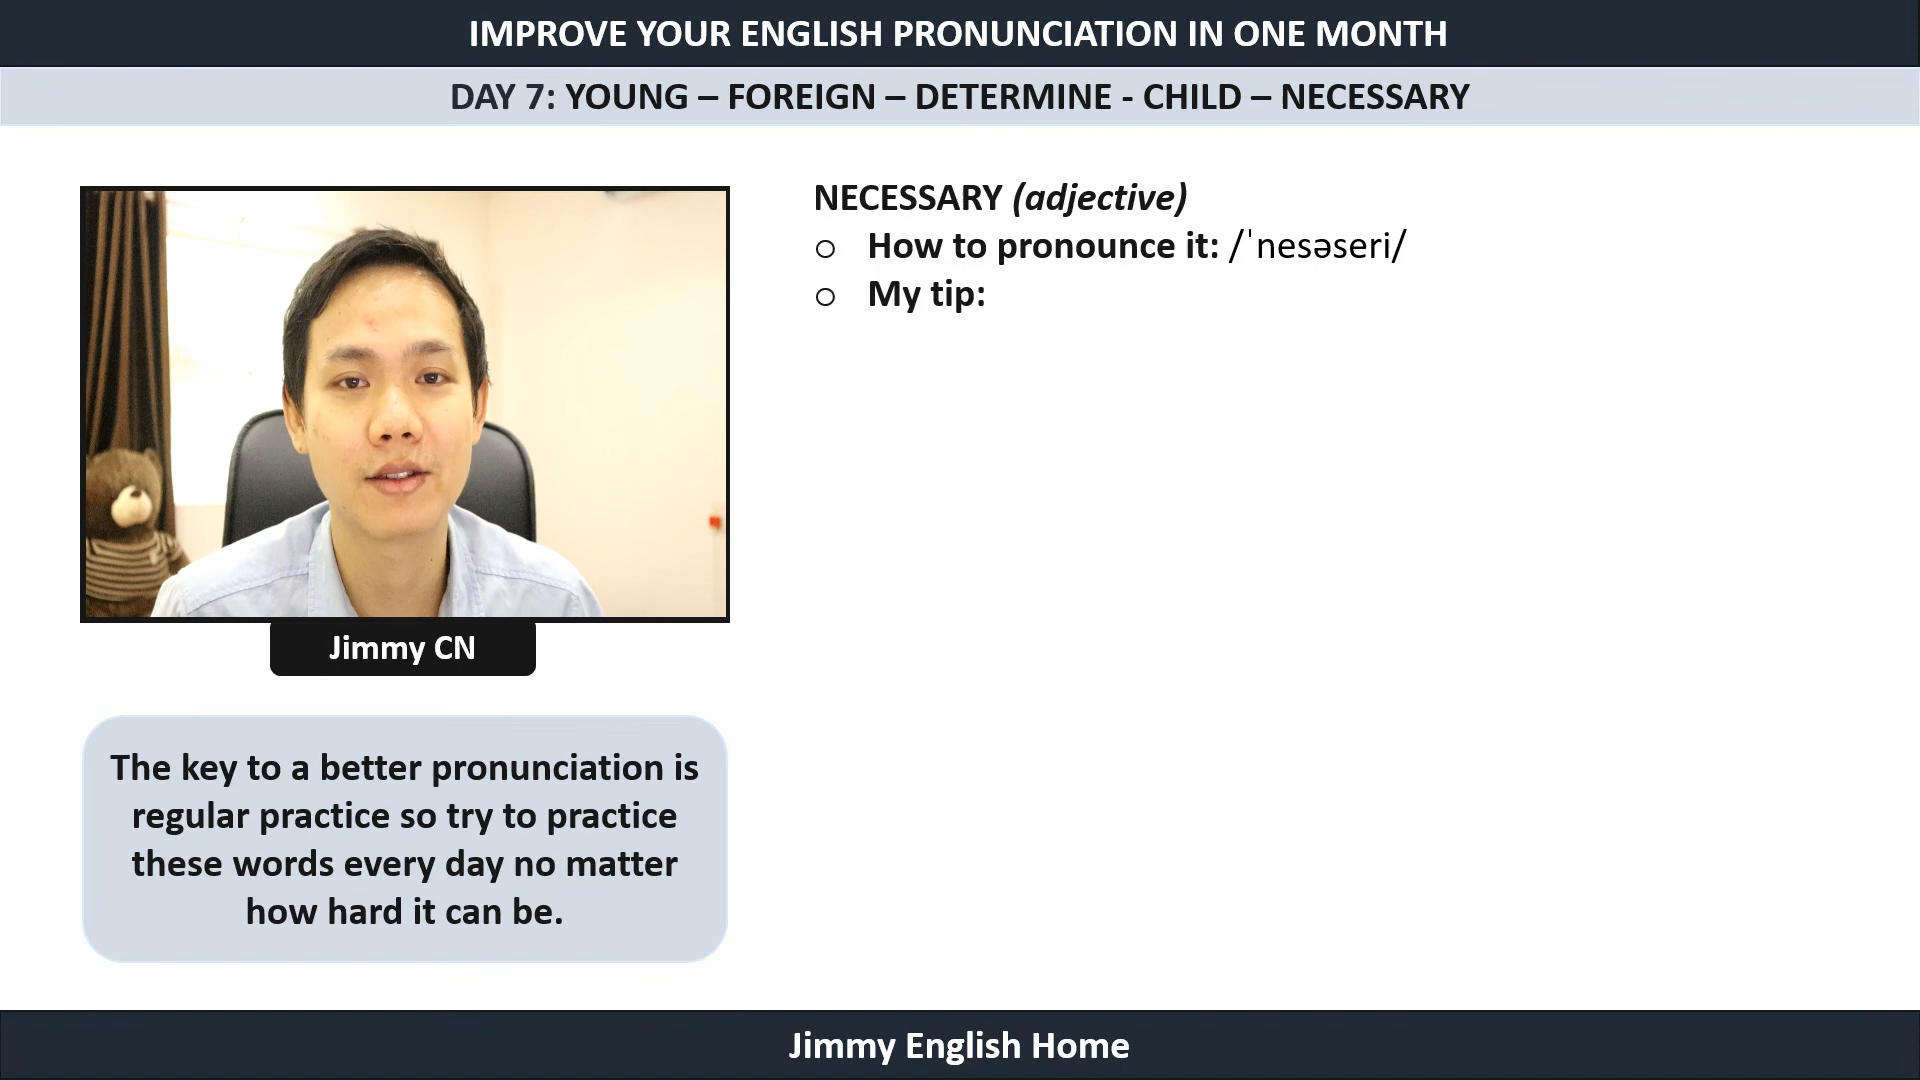 IMPROVE YOUR ENGLISH PRONUNCIATION IN ONE MONTH
DAY 7: YOUNG – FOREIGN – DETERMINE - CHILD – NECESSARY
NECESSARY (adjective)
○ How to pronounce it: /ˈnesəseri/
○ My tip:
Jimmy CN
The key to a better pronunciation is
regular practice so try to practice
these words every day no matter
how hard it can be.
Jimmy English Home